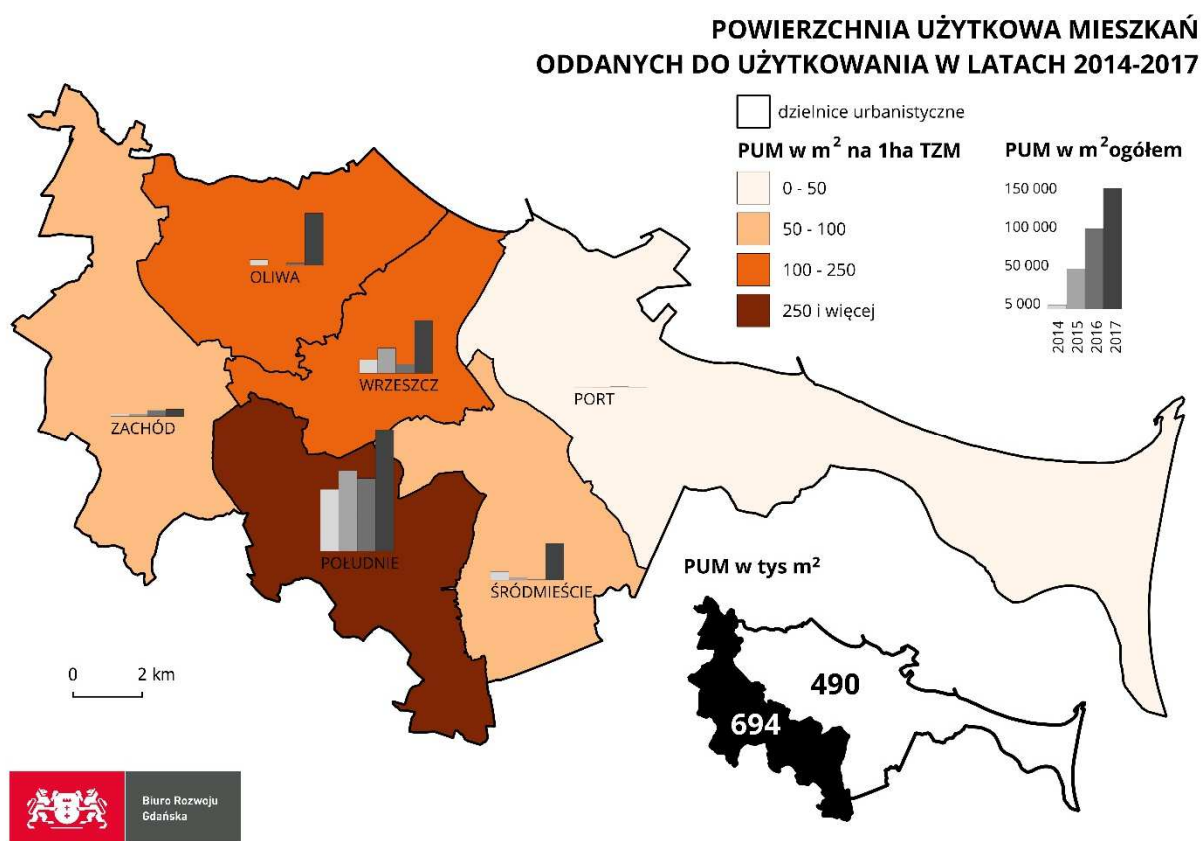 POWIERZCHNIA UŻYTKOWA MIESZKAŃ
ODDANYCH DO UŻYTKOWANIA W LATACH 2014-2017
dzielnice urbanistyczne
PUM w m² na 1ha TZM
0 - 50
50 - 100
100 - 250
250 i więcej
PUM w m²ogółem
150 000
100 000
50 000
5 000
2014
2015
2016
2017
OLIWA
WRZESZCZ
PORT
ZACHÓD
POŁUDNIE
ŚRÓDMIEŚCIE
PUM w tys m²
490
694
0 2 km
Biuro Rozwoju
Gdańska